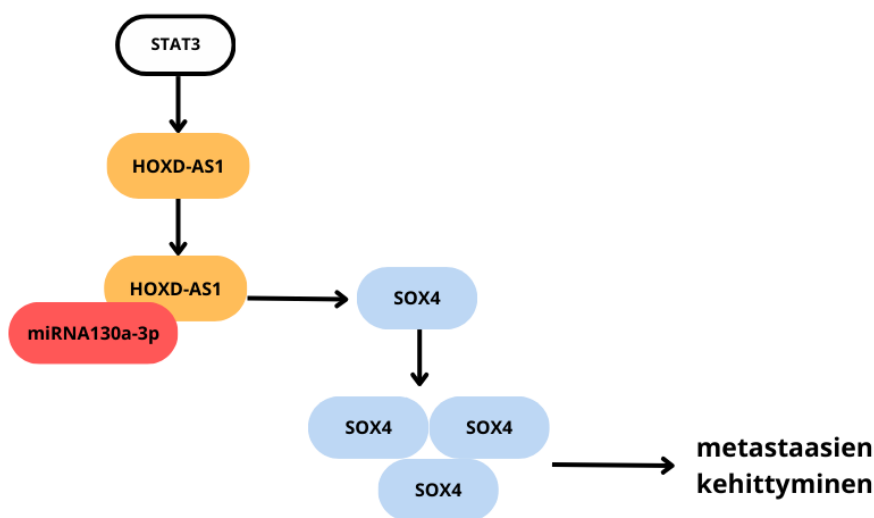 STAT3
HOXD-AS1
HOXD-AS1
miRNA130a-3p
SOX4
SOX4
SOX4
SOX4
metastaasien
kehittyminen